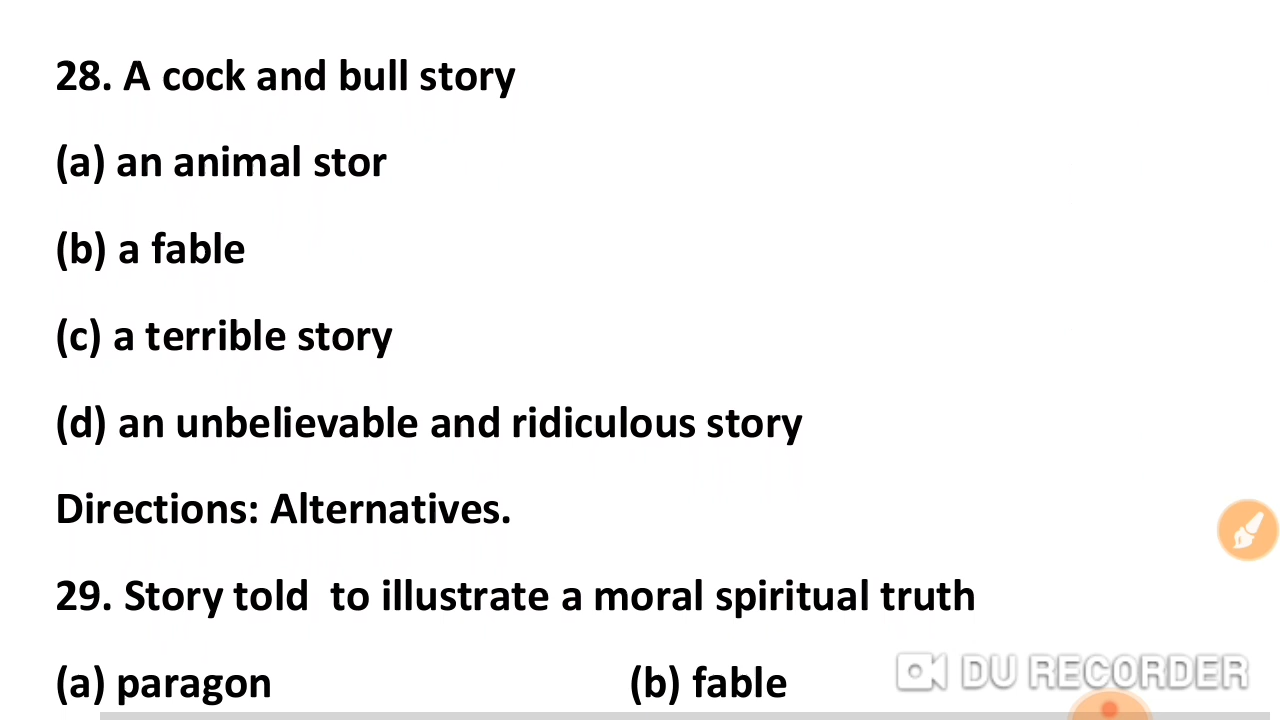 28. A cock and bull story
(a) an animal stor
(b) a fable
(c) a terrible story
(d) an unbelievable and ridiculous story
Directions: Alternatives.
29. Story told  to illustrate a moral spiritual truth
(a) paragon (b) fable
DU RECORDER